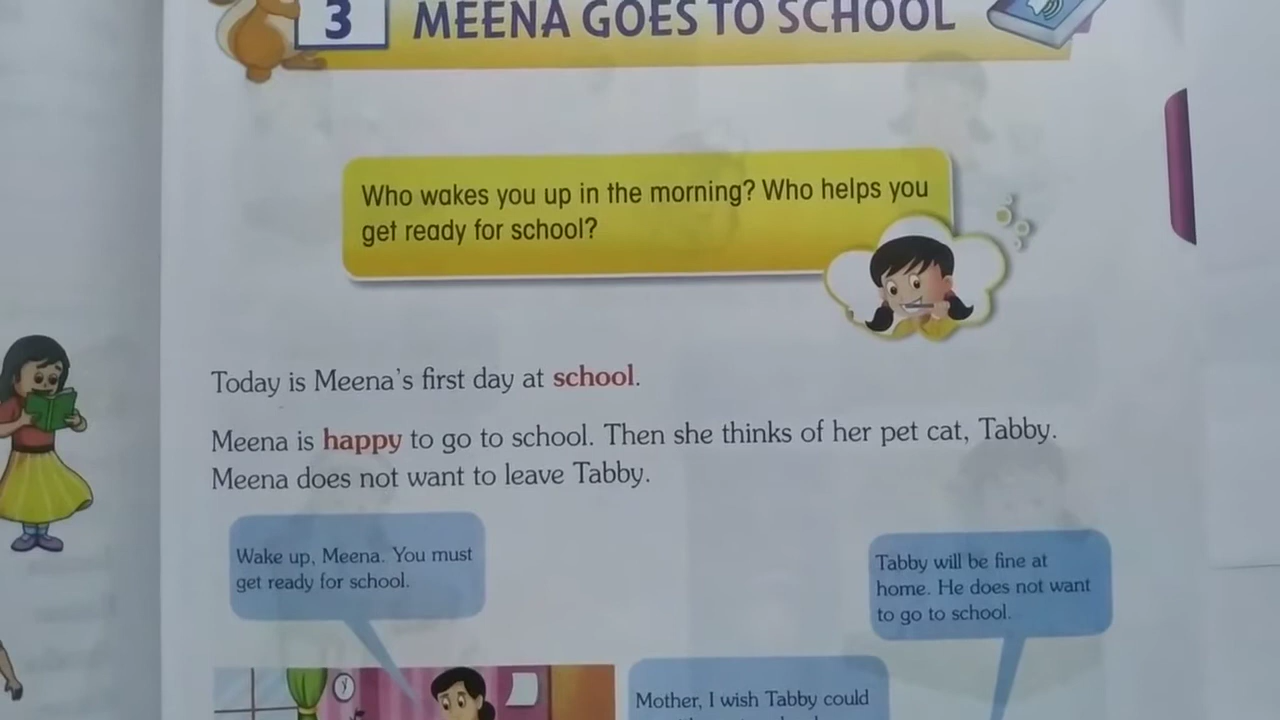 3 MEENA GOES TO SCHOOL
Who wakes you up in the morning? Who helps you
get ready for school?
Today is Meena's first day at school.
Meena is happy to go to school. Then she thinks of her pet cat, Tabby.
Meena does not want to leave Tabby.
Wake up, Meena. You must
get ready for school.
Tabby will be fine at
home. He does not want
to go to school.
Mother, I wish Tabby could